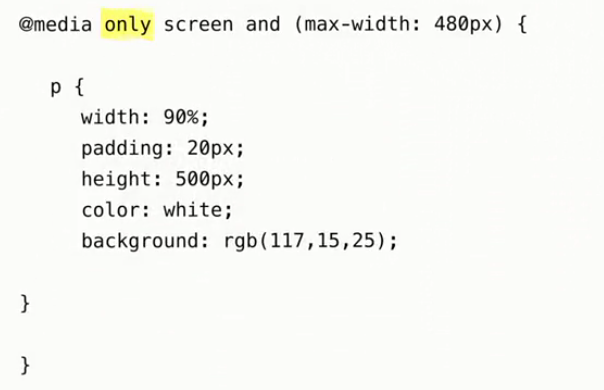 @media only screen and (max-width: 480px) {
p {
width: 90%;
padding: 20px;
height: 500px;
color: white;
background: rgb(117,15,25);
}
}